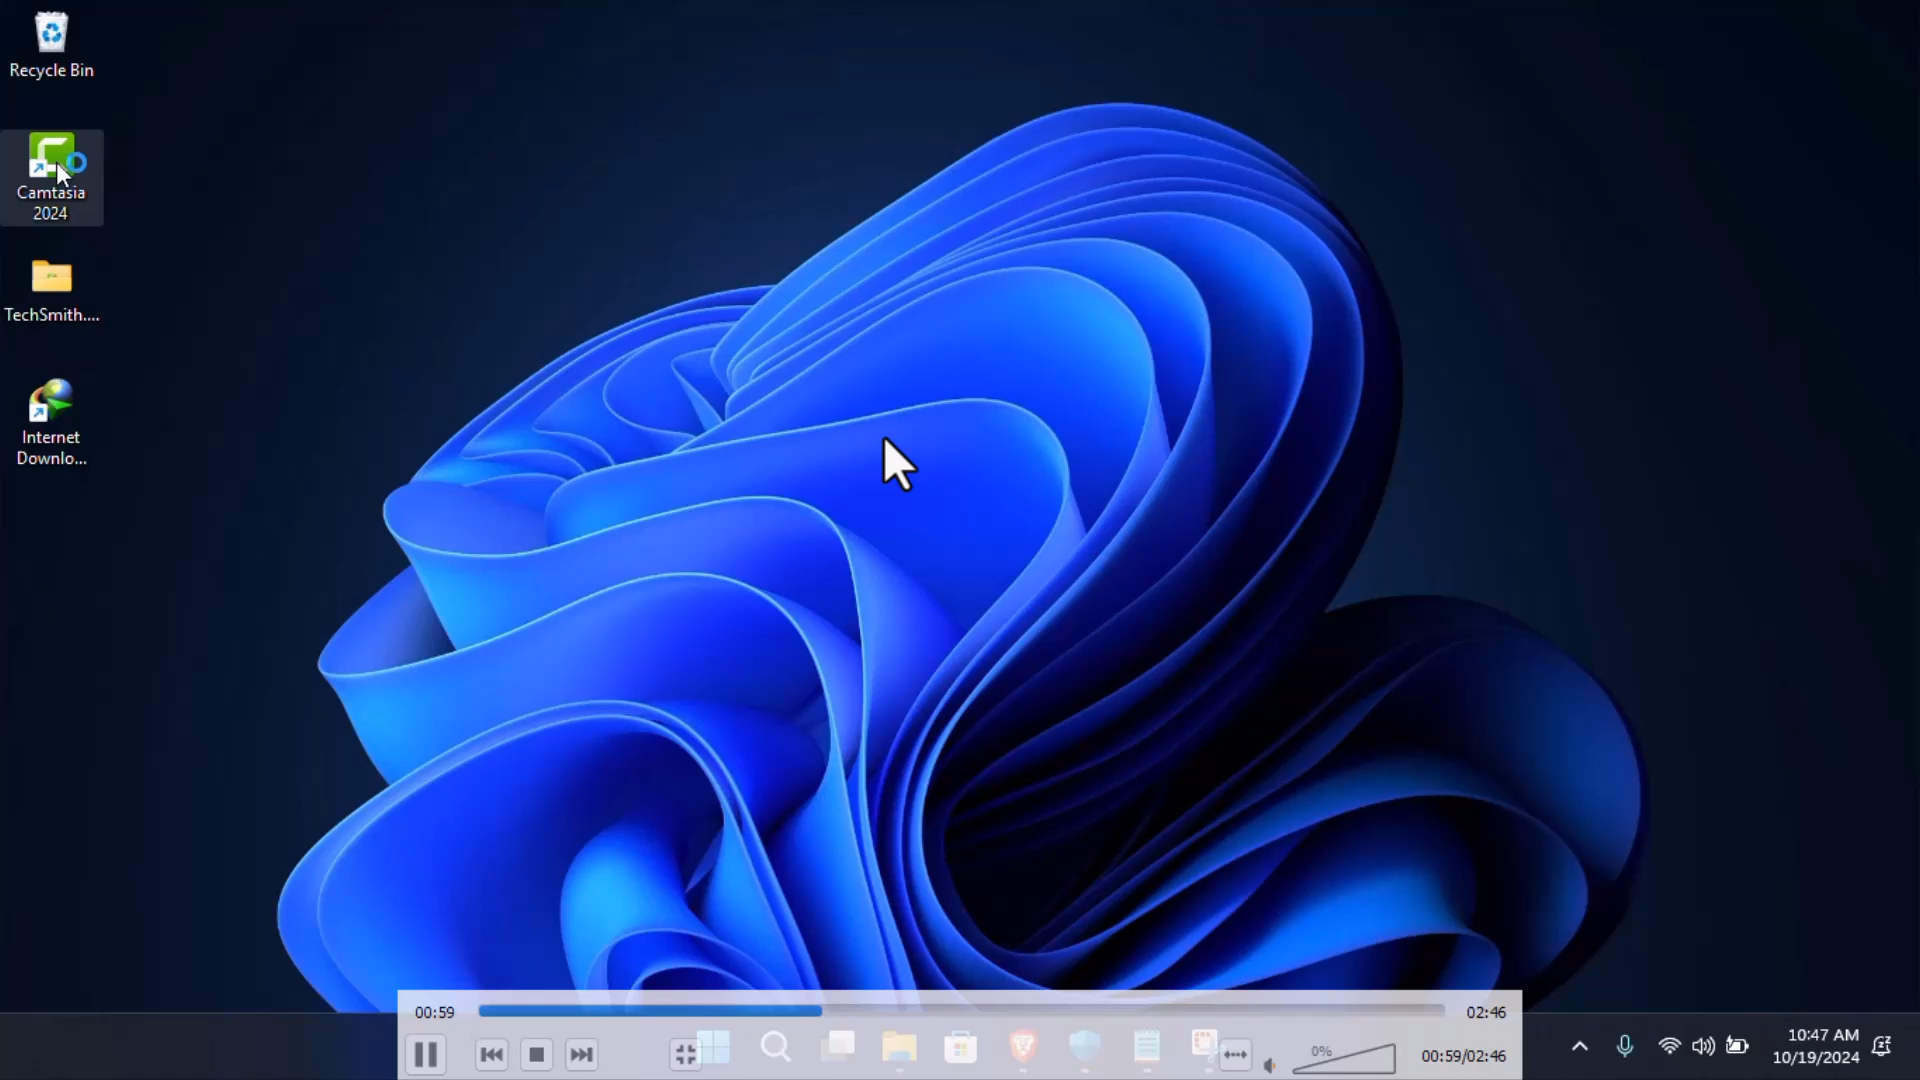 Recycle Bin
Camtasia
2024
TechSmith....
Internet
Downlo...
00:59
02:46
0%
00:59/02:46
10:47 AM
10/19/2024